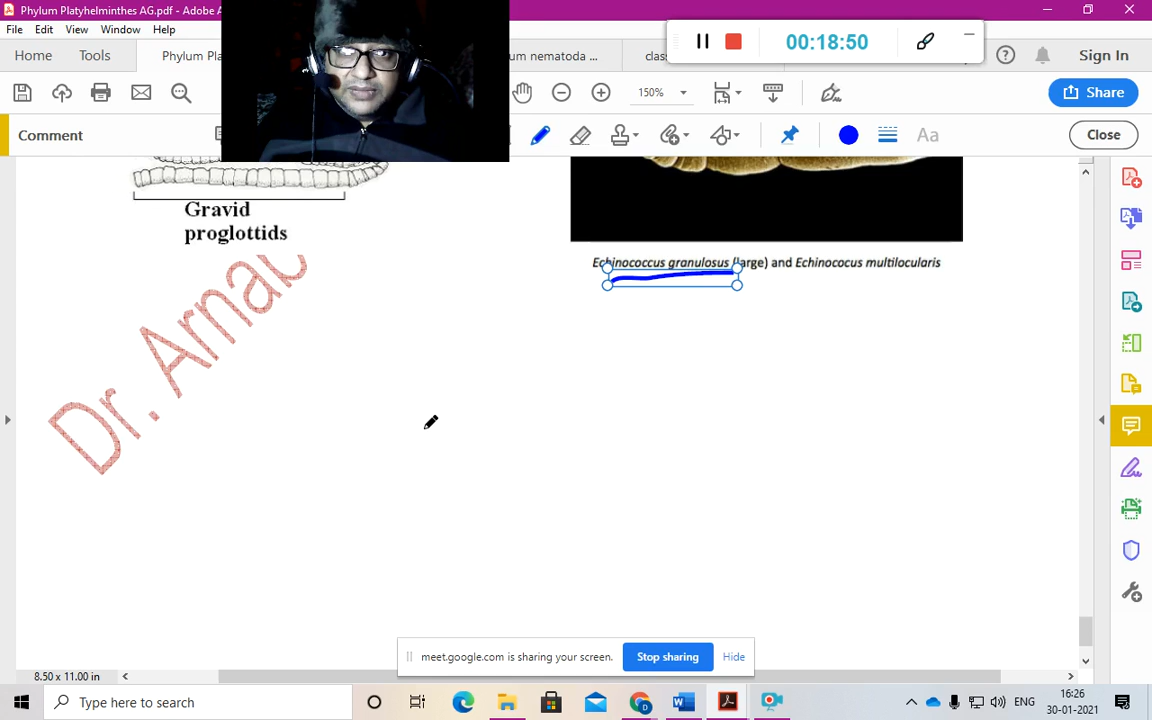 Phylum Platyhelminthes AG.pdf - Adobe A
File Edit View Window Help
00:18:50
Home Tools Phylum Pla um nematoda ... clas Sign In
150% Share
Comment Aa Close
Gravid
proglottids
Echinococcus granulosus (large) and Echinococus multilocularis
Dr. Arnab
meet.google.com is sharing your screen. Stop sharing Hide
8.50 x 11.00 in
Type here to search ENG 16:26
30-01-2021